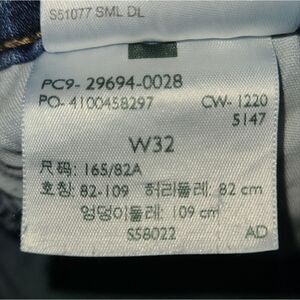 S51077 SML DL
PC9- 29694-0028
PO- 4100458297 CW- 1220
5147
W32
尺码: 165/82A
호칭: 82-109 허리둘레: 82 cm
엉덩이둘레: 109 cm
S58022 AD